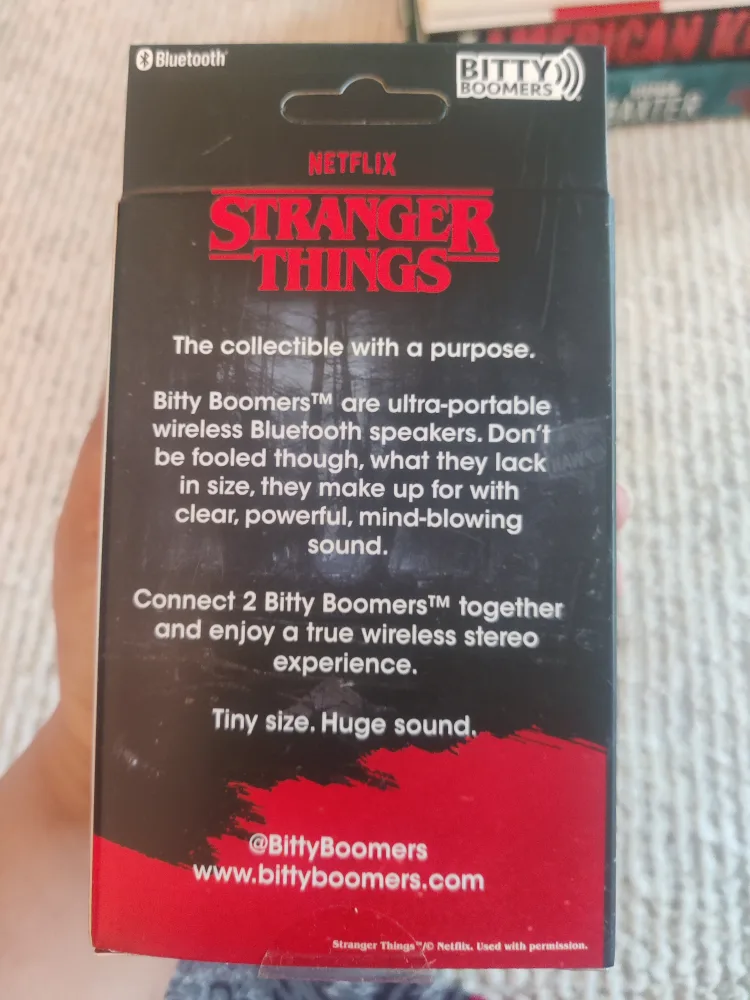 AMERICAN
Bluetooth®
BITTY
BOOMERS
NETFLIX
STRANGER
THINGS
The collectible with a purpose.
Bitty Boomers™ are ultra-portable
wireless Bluetooth speakers. Don't
be fooled though, what they lack
in size, they make up for with
clear, powerful, mind-blowing
sound.
Connect 2 Bitty Boomers™ together
and enjoy a true wireless stereo
experience.
Tiny size. Huge sound.
@BittyBoomers
www.bittyboomers.com
Stranger Things™/© Netflix. Used with permission.